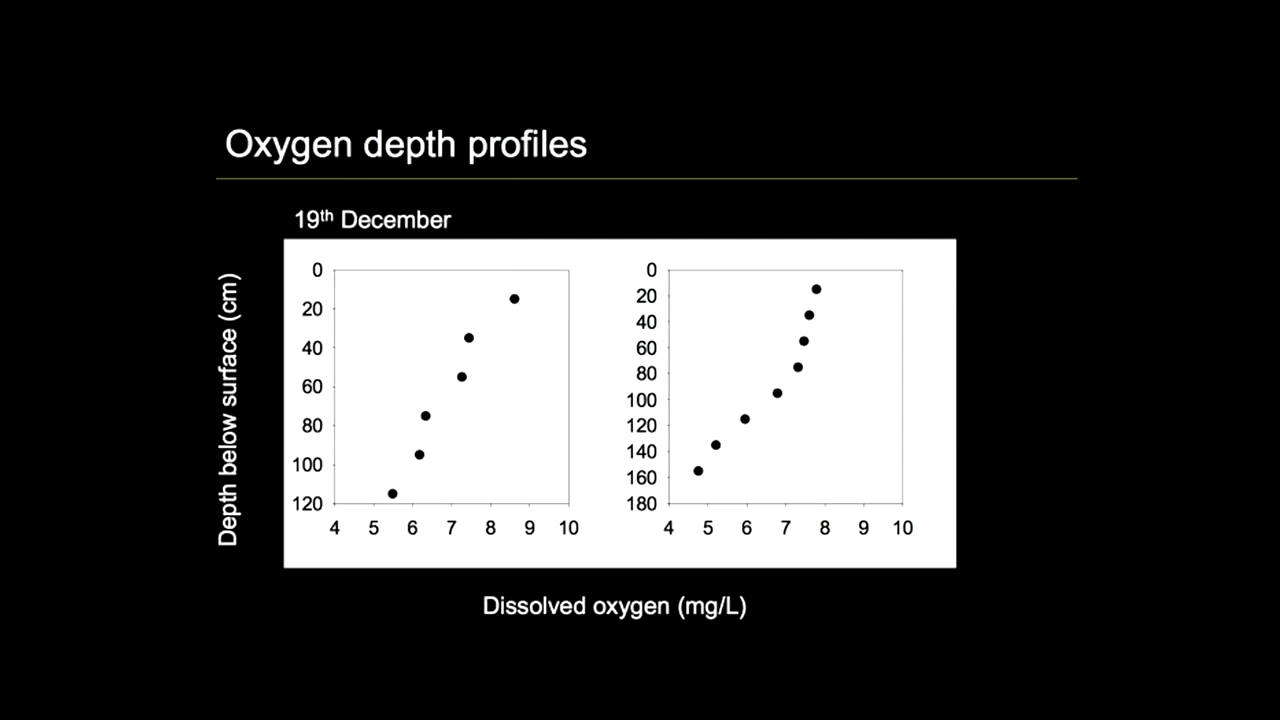 Oxygen depth profiles
19th December
Depth below surface (cm)
0
20
40
60
80
100
120
4 5 6 7 8 9 10
0
20
40
60
80
100
120
140
160
180
4 5 6 7 8 9 10
Dissolved oxygen (mg/L)